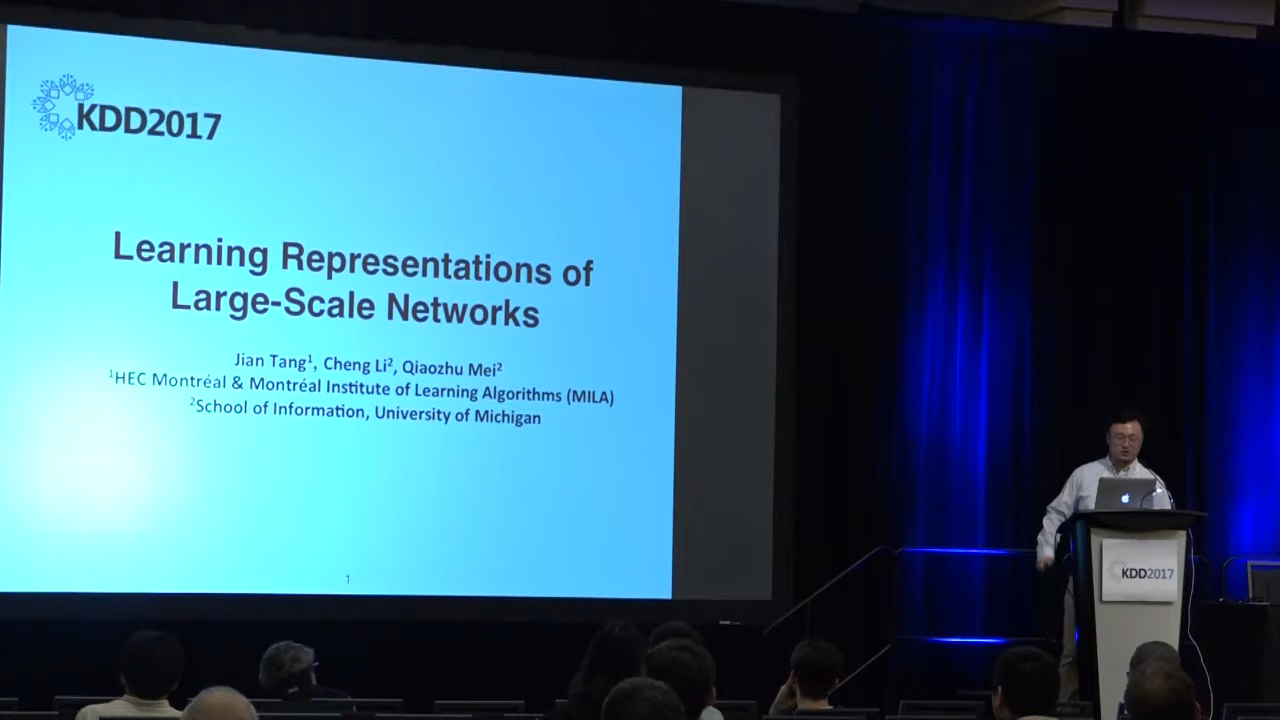 KDD2017
Learning Representations of
Large-Scale Networks
Jian Tang¹, Cheng Li², Qiaozhu Mei²
¹HEC Montréal & Montréal Institute of Learning Algorithms (MILA)
²School of Information, University of Michigan
1
KDD2017